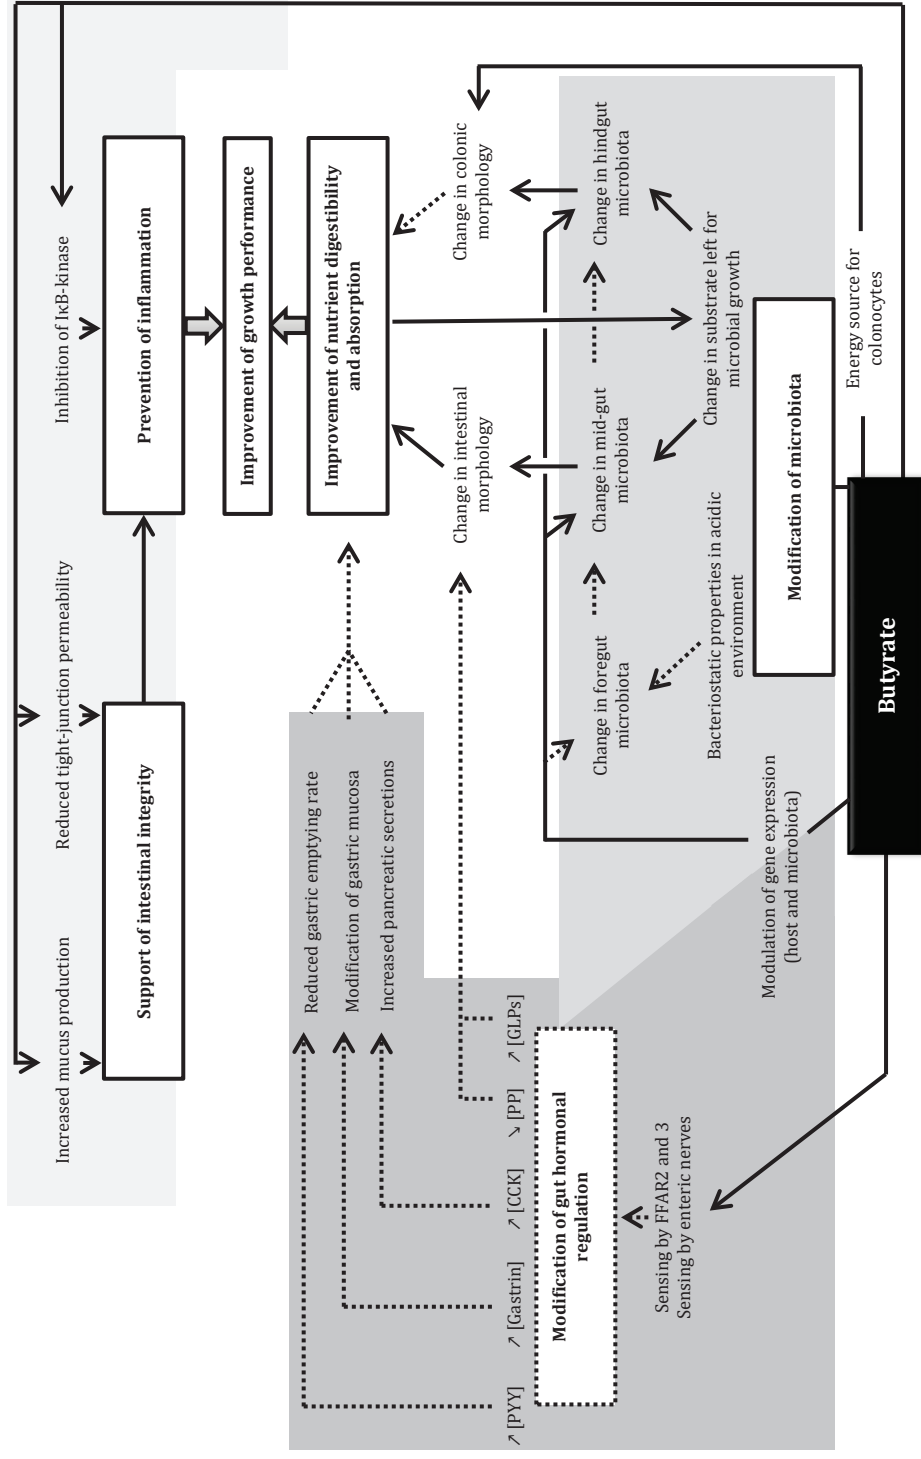 Increased mucus production
Reduced tight-junction permeability
Inhibition of IκB-kinase
Support of intestinal integrity
Prevention of inflammation
Improvement of growth performance
Improvement of nutrient digestibility
and absorption
Reduced gastric emptying rate
Modification of gastric mucosa
Increased pancreatic secretions
Change in intestinal
morphology
Change in colonic
morphology
↗ [PYY]
↗ [Gastrin]
↗ [CCK]
↘ [PP]
↗ [GLPs]
Modification of gut hormonal
regulation
Change in foregut
microbiota
Change in mid-gut
microbiota
Change in hindgut
microbiota
Sensing by FFAR2 and 3
Sensing by enteric nerves
Bacteriostatic properties in acidic
environment
Change in substrate left for
microbial growth
Modulation of gene expression
(host and microbiota)
Modification of microbiota
Energy source for
colonocytes
Butyrate